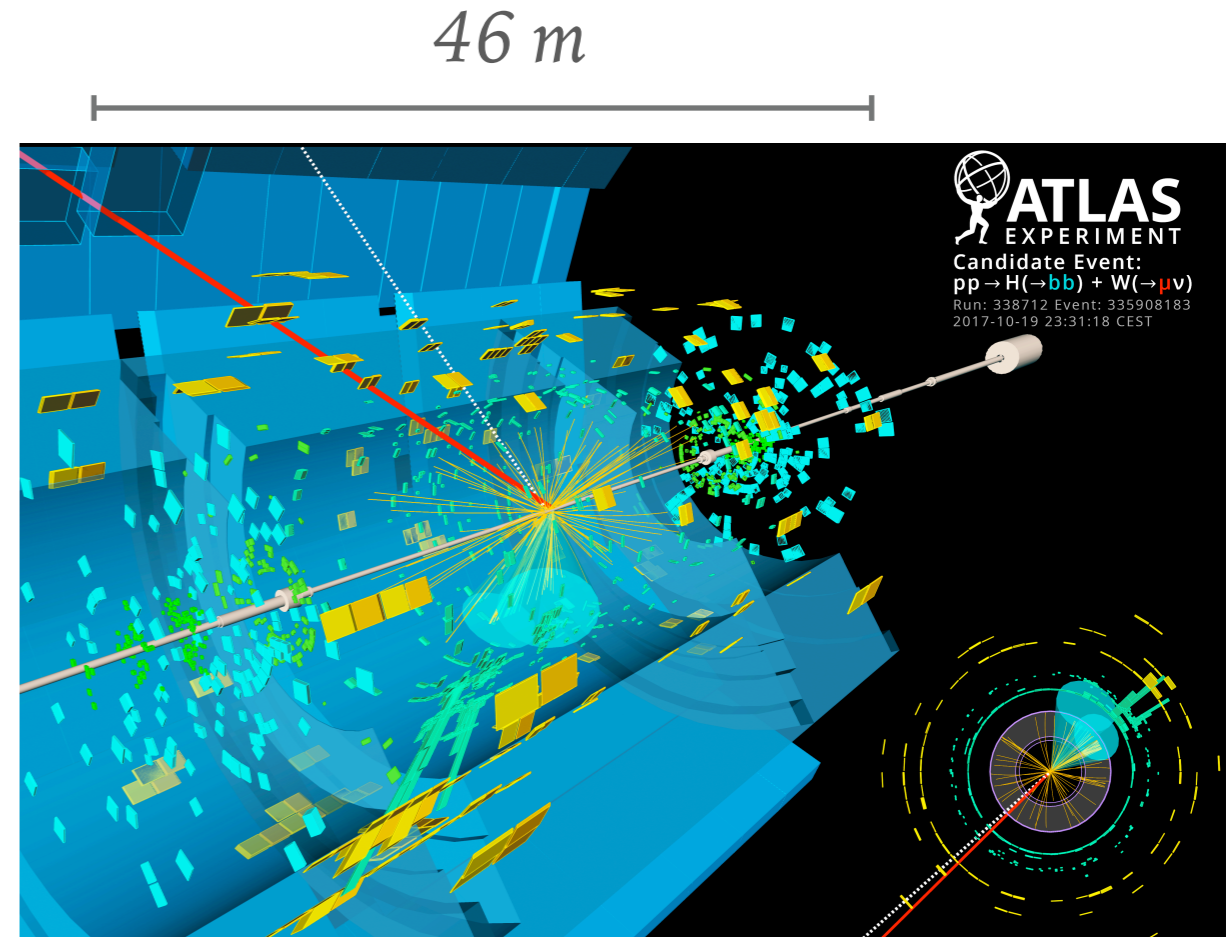 46 m
ATLAS
EXPERIMENT
Candidate Event:
pp→H(→bb) + W(→μν)
Run: 338712 Event: 335908183
2017-10-19 23:31:18 CEST